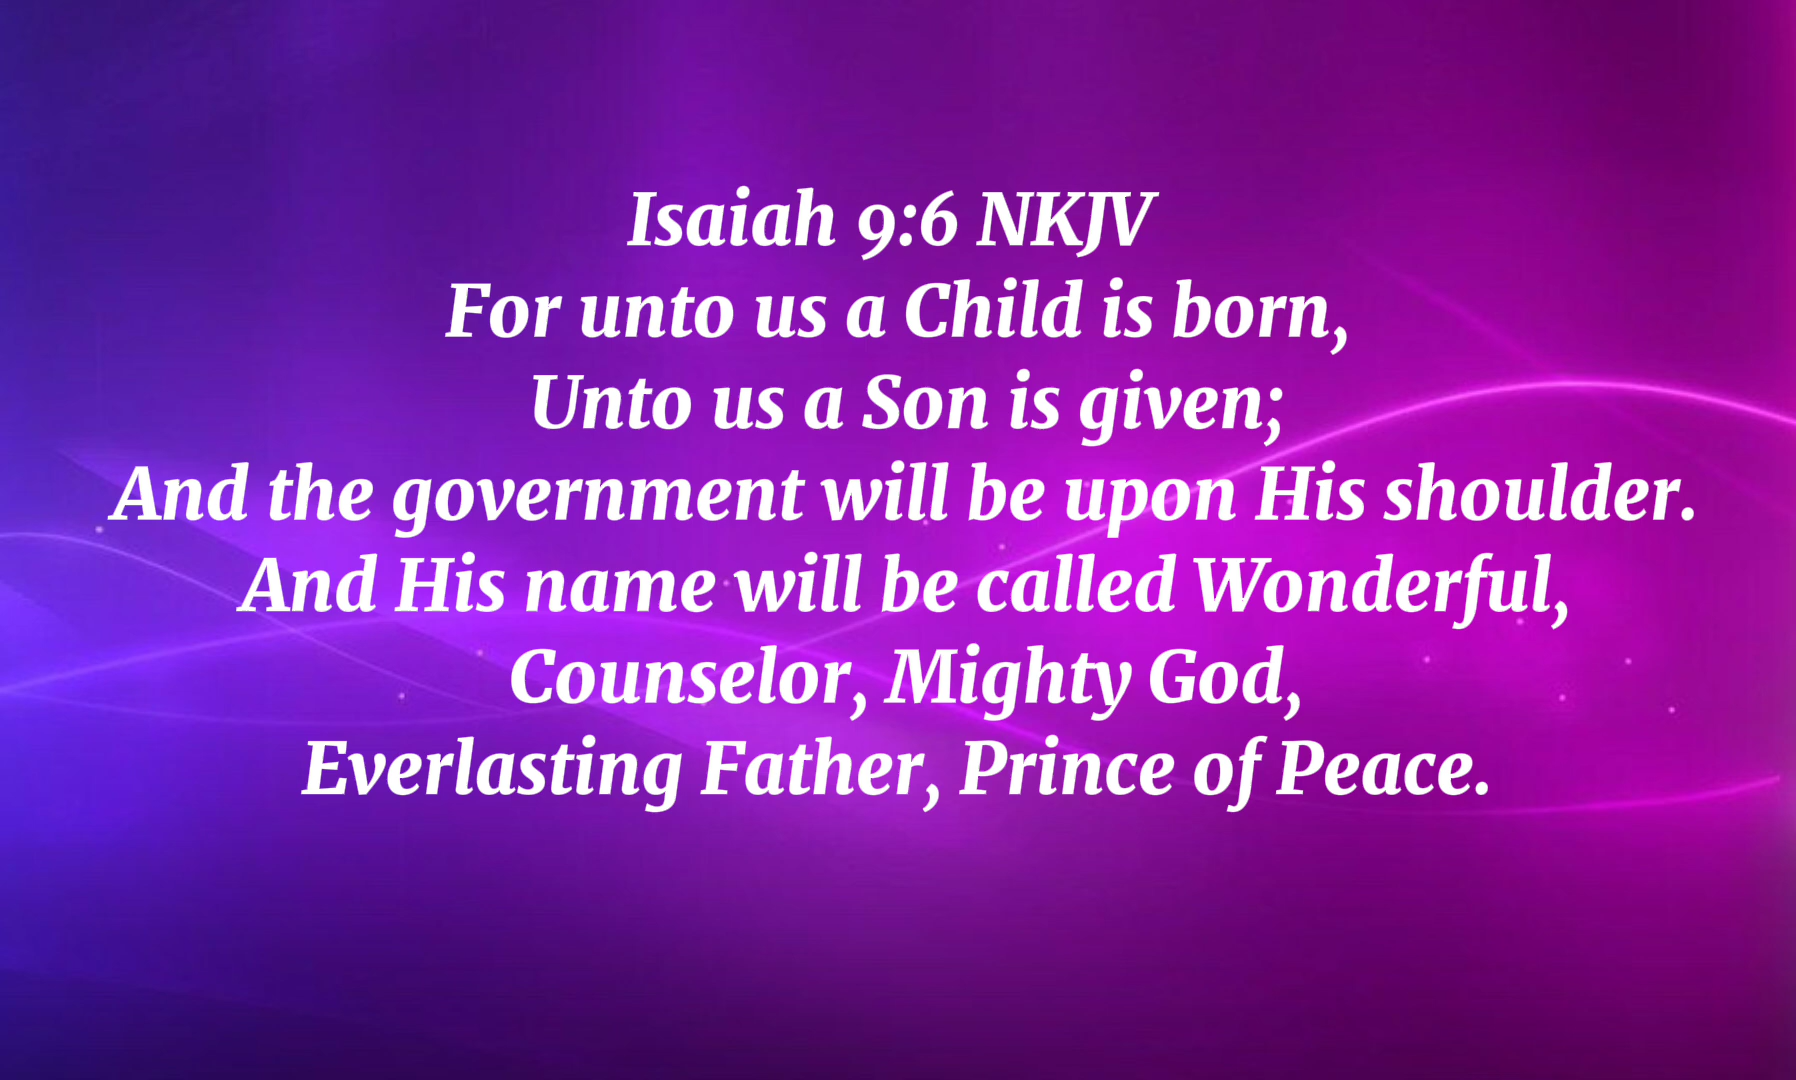 Isaiah 9:6 NKJV
For unto us a Child is born,
Unto us a Son is given;
And the government will be upon His shoulder.
And His name will be called Wonderful,
Counselor, Mighty God,
Everlasting Father, Prince of Peace.